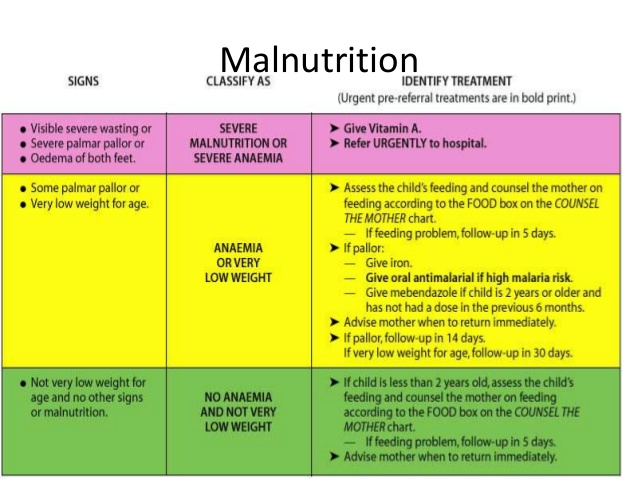 Malnutrition
SIGNS
CLASSIFY AS
IDENTIFY TREATMENT
(Urgent pre-referral treatments are in bold print.)
● Visible severe wasting or
● Severe palmar pallor or
● Oedema of both feet.
SEVERE
MALNUTRITION OR
SEVERE ANAEMIA
➤ Give Vitamin A.
➤ Refer URGENTLY to hospital.
● Some palmar pallor or
● Very low weight for age.
ANAEMIA
OR VERY
LOW WEIGHT
➤ Assess the child's feeding and counsel the mother on
feeding according to the FOOD box on the COUNSEL
THE MOTHER chart.
— If feeding problem, follow-up in 5 days.
➤ If pallor:
— Give iron.
— Give oral antimalarial if high malaria risk.
— Give mebendazole if child is 2 years or older and
has not had a dose in the previous 6 months.
➤ Advise mother when to return immediately.
➤ If pallor, follow-up in 14 days.
If very low weight for age, follow-up in 30 days.
● Not very low weight for
age and no other signs
or malnutrition.
NO ANAEMIA
AND NOT VERY
LOW WEIGHT
➤ If child is less than 2 years old, assess the child's
feeding and counsel the mother on feeding
according to the FOOD box on the COUNSEL THE
MOTHER chart.
— If feeding problem, follow-up in 5 days.
➤ Advise mother when to return immediately.